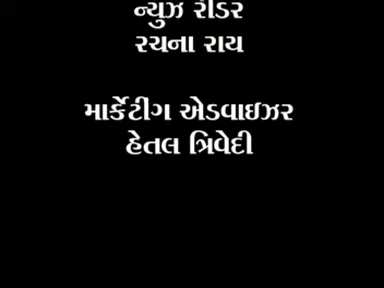 ન્યુઝ રીડર
રચના રાય
માર્કેટીંગ એડવાઇઝર
હેતલ ત્રિવેદી